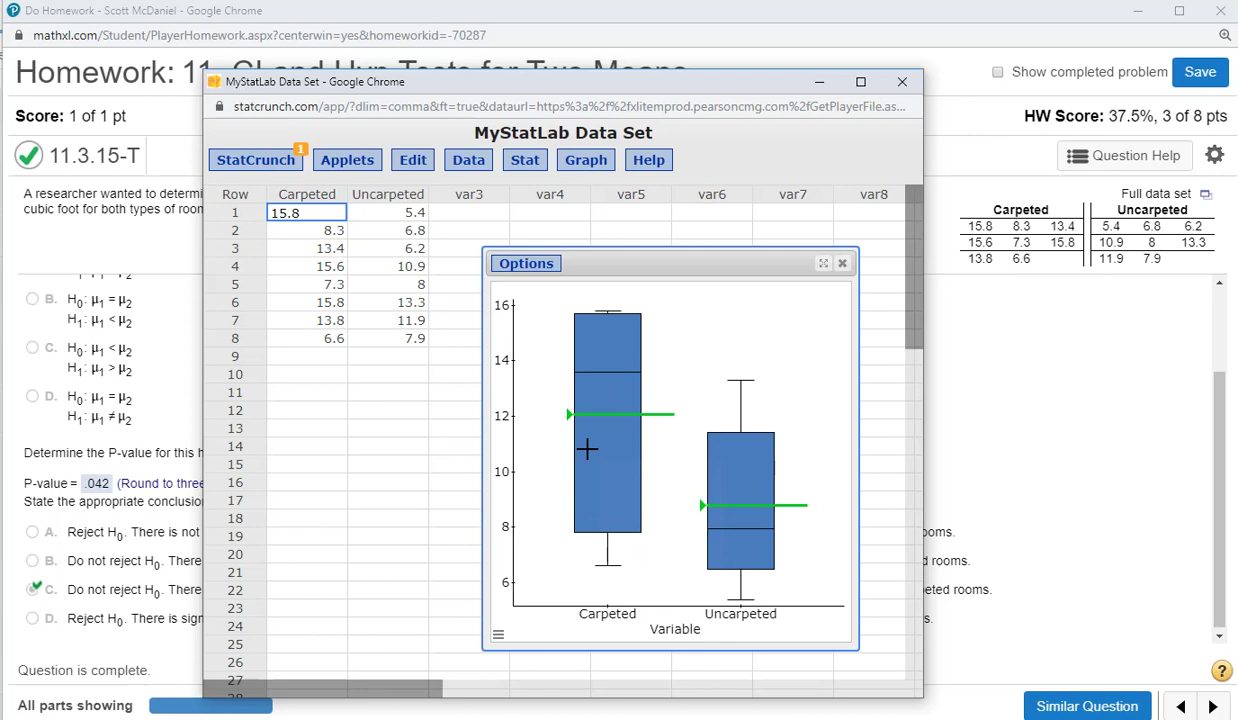 Do Homework - Scott McDaniel - Google Chrome
mathxl.com/Student/PlayerHomework.aspx?centerwin=yes&homeworkid=-70287
Homework: 11. CI and Hyp Tests for Two Means
Show completed problem
Save
Score: 1 of 1 pt
HW Score: 37.5%, 3 of 8 pts
11.3.15-T
Question Help
A researcher wanted to determi
cubic foot for both types of roon
Full data set
Carpeted Uncarpeted
15.8 8.3 13.4 5.4 6.8 6.2
15.6 7.3 15.8 10.9 8 13.3
13.8 6.6 11.9 7.9
MyStatLab Data Set - Google Chrome
statcrunch.com/app/?dlim=comma&ft=true&dataurl=https%3a%2f%2fxlitemprod.pearsoncmg.com%2fGetPlayerFile.as...
MyStatLab Data Set
StatCrunch 1 Applets Edit Data Stat Graph Help
Row Carpeted Uncarpeted var3 var4 var5 var6 var7 var8
1 15.8 5.4
2 8.3 6.8
3 13.4 6.2
4 15.6 10.9
5 7.3 8
6 15.8 13.3
7 13.8 11.9
8 6.6 7.9
9
10
11
12
13
14
15
16
17
18
19
20
21
22
23
24
25
26
27
28
Options
16
14
12
10
8
6
Carpeted Uncarpeted
Variable
B. H0: μ1 = μ2
H1: μ1 < μ2
C. H0: μ1 < μ2
H1: μ1 > μ2
D. H0: μ1 = μ2
H1: μ1 ≠ μ2
Determine the P-value for this h
P-value = .042 (Round to three
State the appropriate conclusio
A. Reject H0. There is not
ooms.
B. Do not reject H0. There
d rooms.
C. Do not reject H0. There
peted rooms.
D. Reject H0. There is sigr
s.
Question is complete.
?
All parts showing
Similar Question